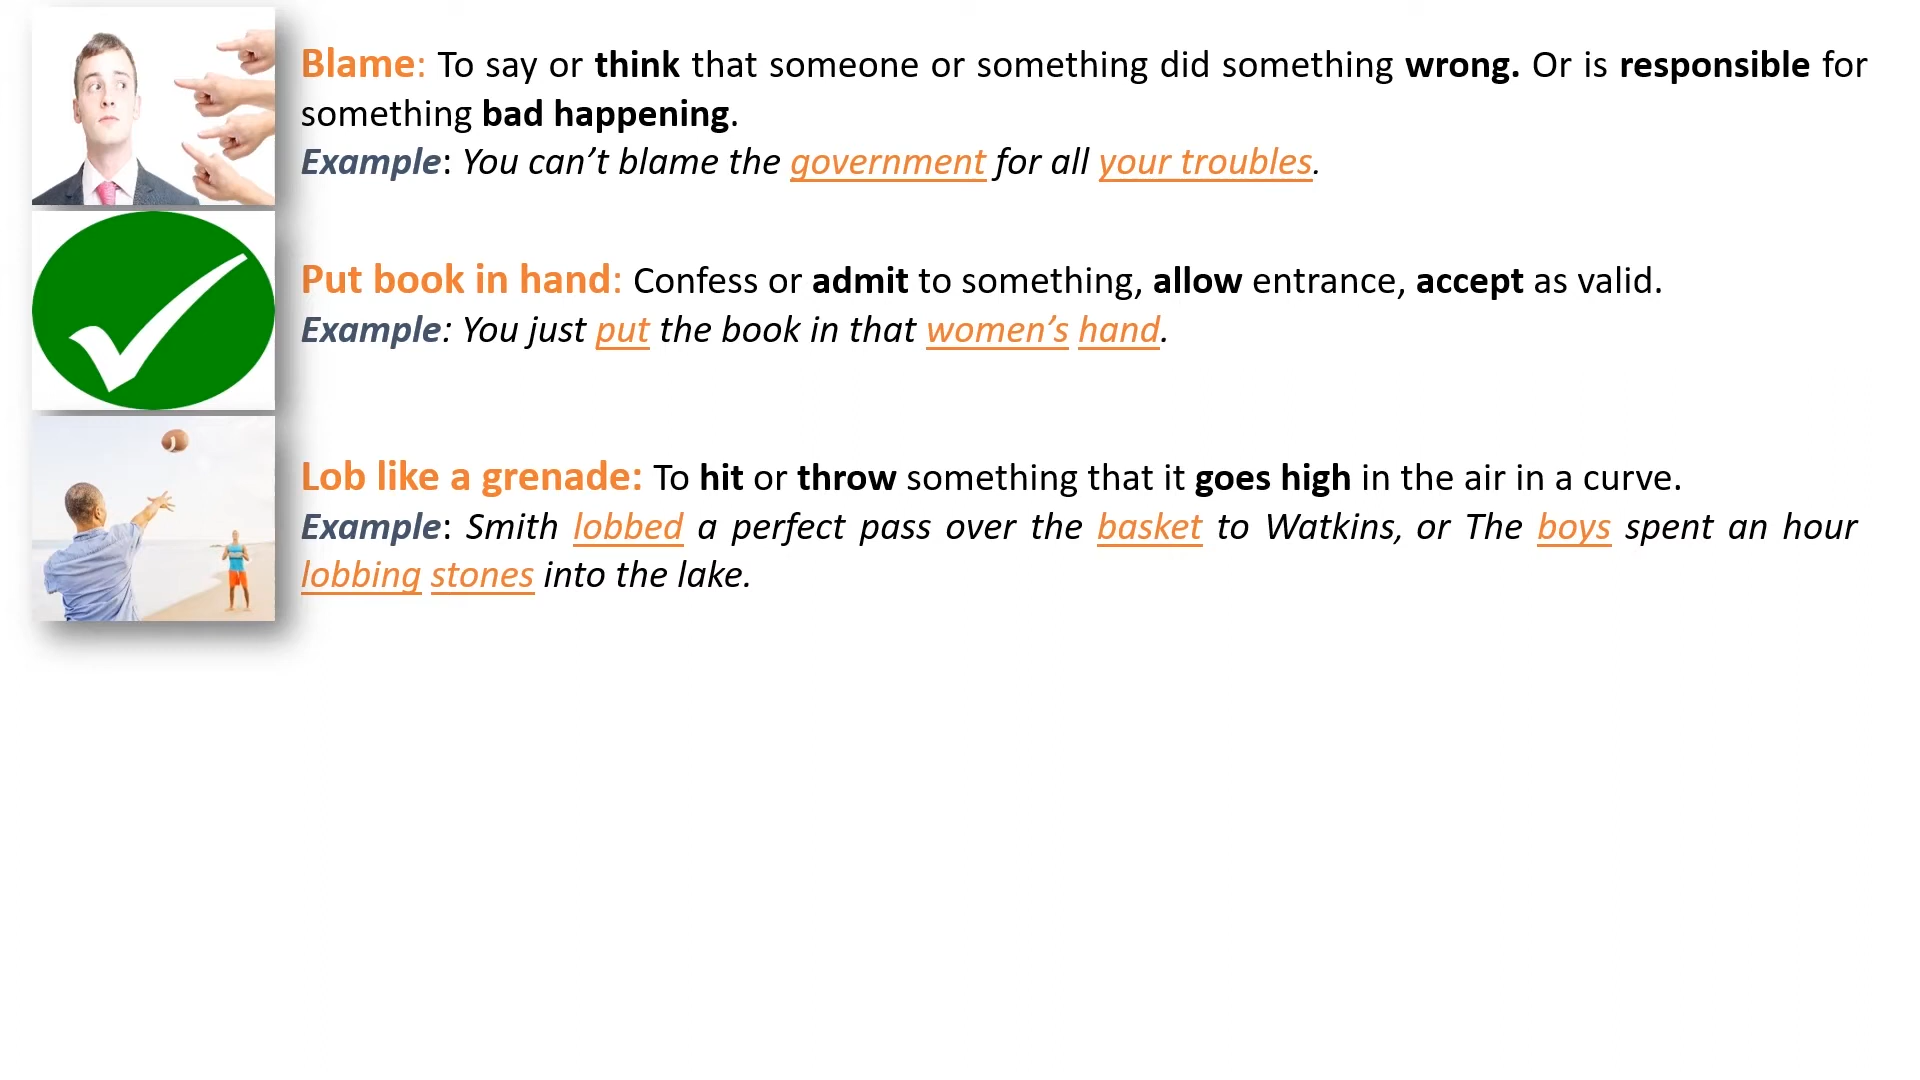 Blame: To say or think that someone or something did something wrong. Or is responsible for
something bad happening.
Example: You can’t blame the government for all your troubles.
Put book in hand: Confess or admit to something, allow entrance, accept as valid.
Example: You just put the book in that women’s hand.
Lob like a grenade: To hit or throw something that it goes high in the air in a curve.
Example: Smith lobbed a perfect pass over the basket to Watkins, or The boys spent an hour
lobbing stones into the lake.